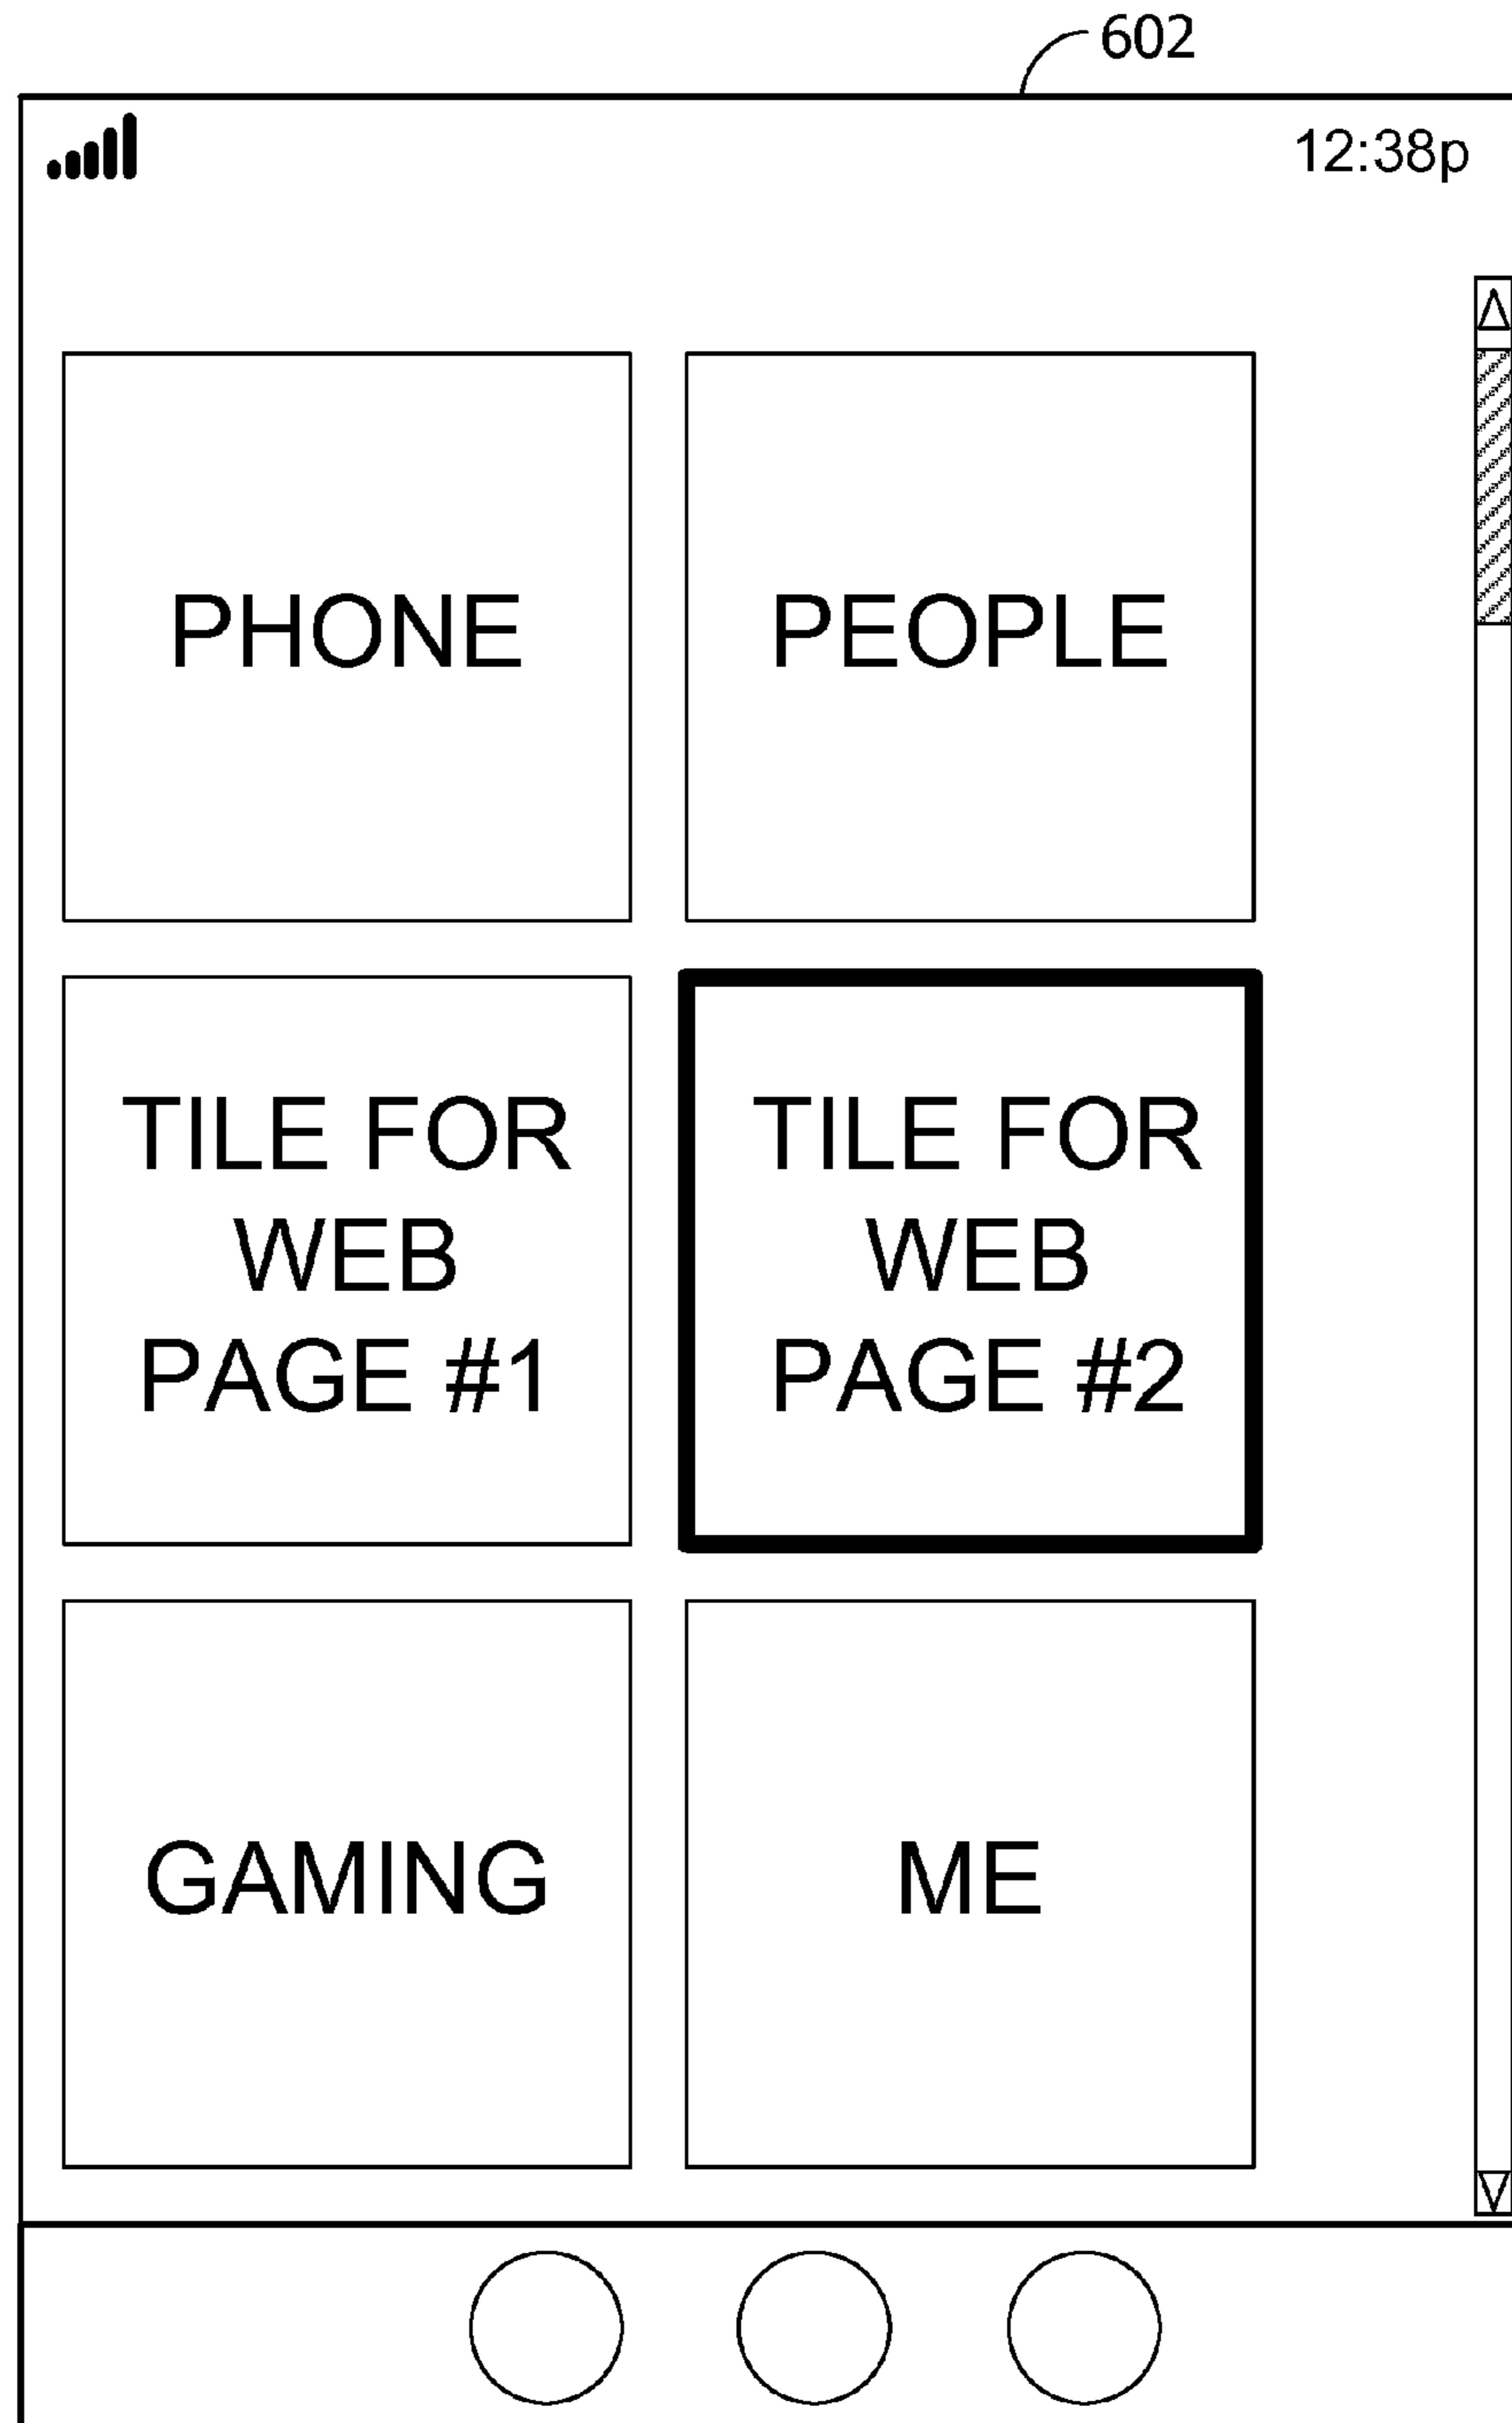 602
12:38p
PHONE
PEOPLE
TILE FOR
WEB
PAGE #1
TILE FOR
WEB
PAGE #2
GAMING
ME